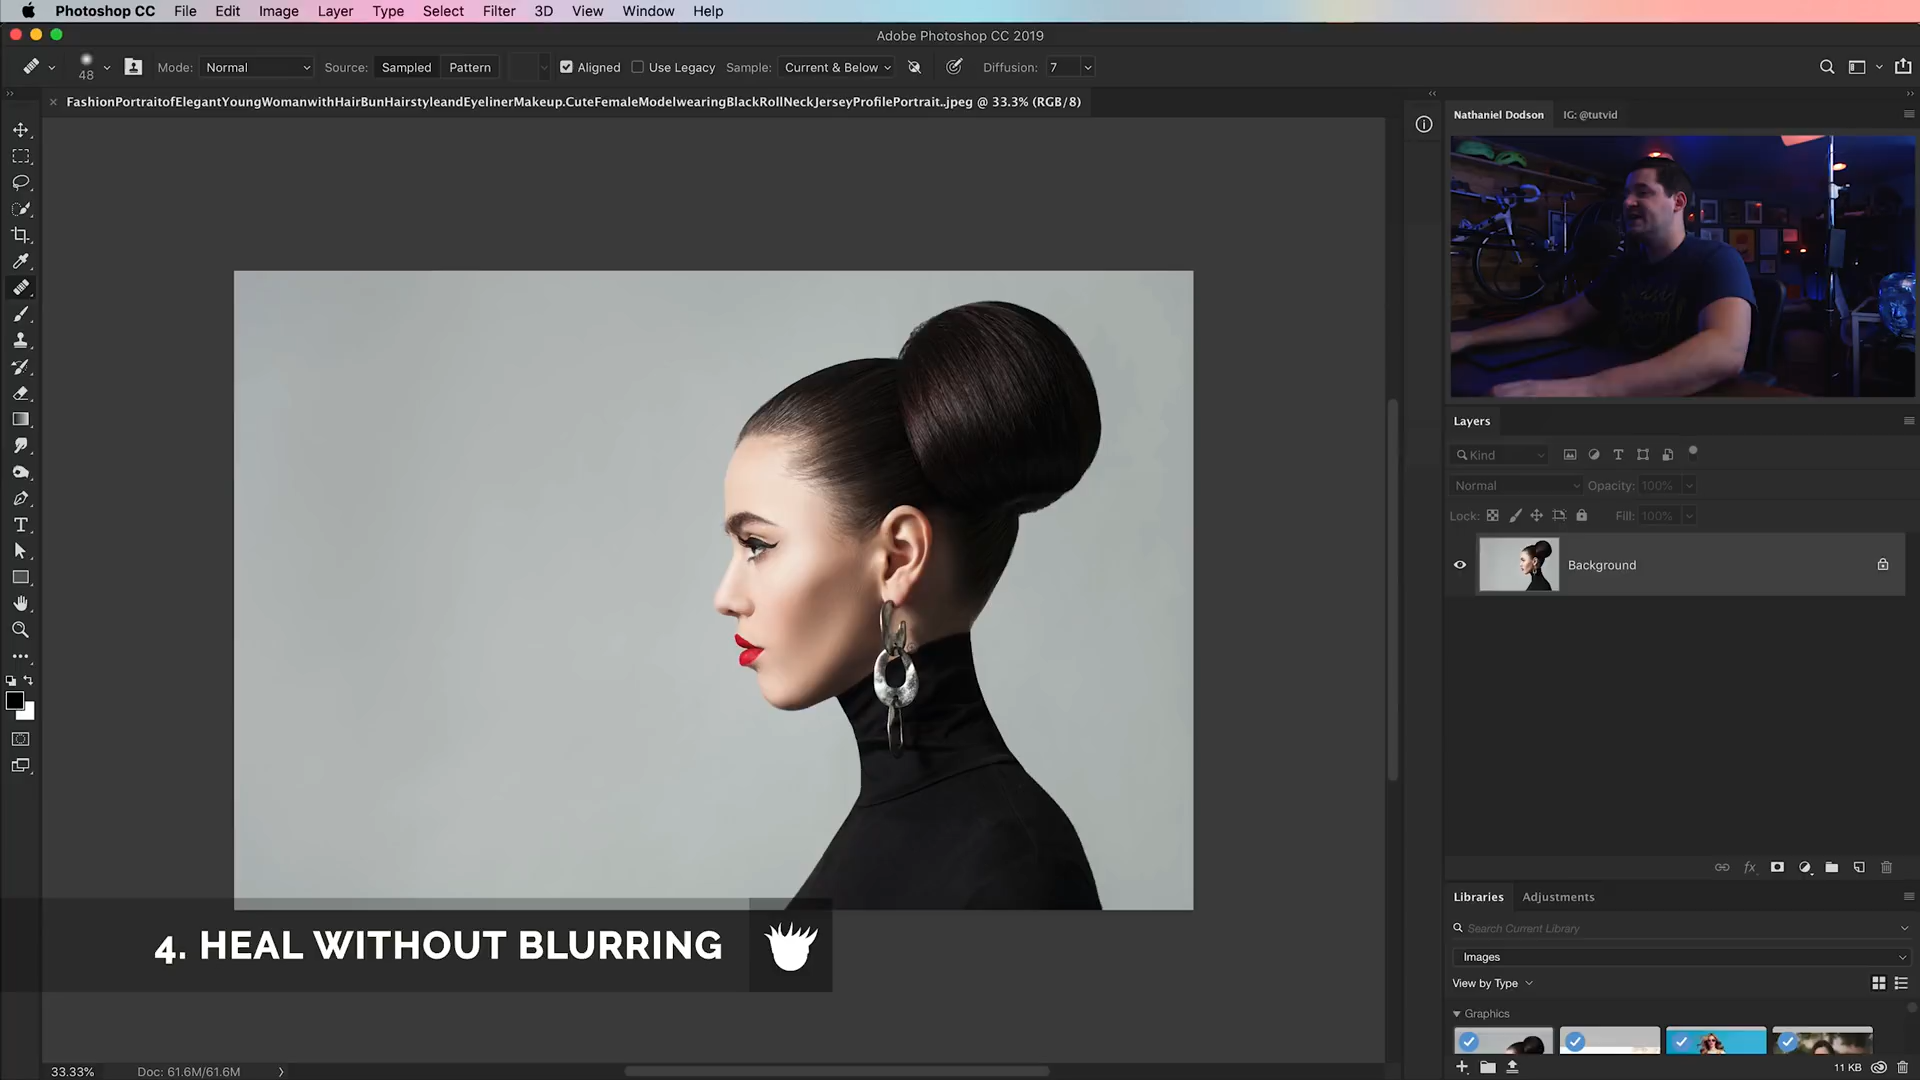 Photoshop CC File Edit Image Layer Type Select Filter 3D View Window Help
Adobe Photoshop CC 2019
48 Mode: Normal Source: Sampled Pattern Aligned Use Legacy Sample: Current & Below Diffusion: 7
FashionPortraitofElegantYoungWomanwithHairBunHairstyleandEyelinerMakeup.CuteFemaleModelwearingBlackRollNeckJerseyProfilePortrait..jpeg @ 33.3% (RGB/8)
Nathaniel Dodson IG: @tutvid
Layers
Kind
Normal Opacity: 100%
Lock: Fill: 100%
Background
Libraries Adjustments
Search Current Library
Images
View by Type
Graphics
4. HEAL WITHOUT BLURRING
33.33% Doc: 61.6M/61.6M
11 KB